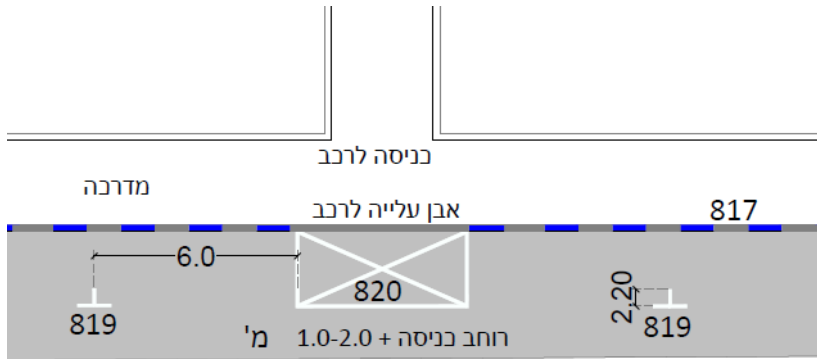 כניסה לרכב
מדרכה
אבן עלייה לרכב
817
6.0
820
2.20
819
819
רוחב כניסה + 1.0-2.0 מ'